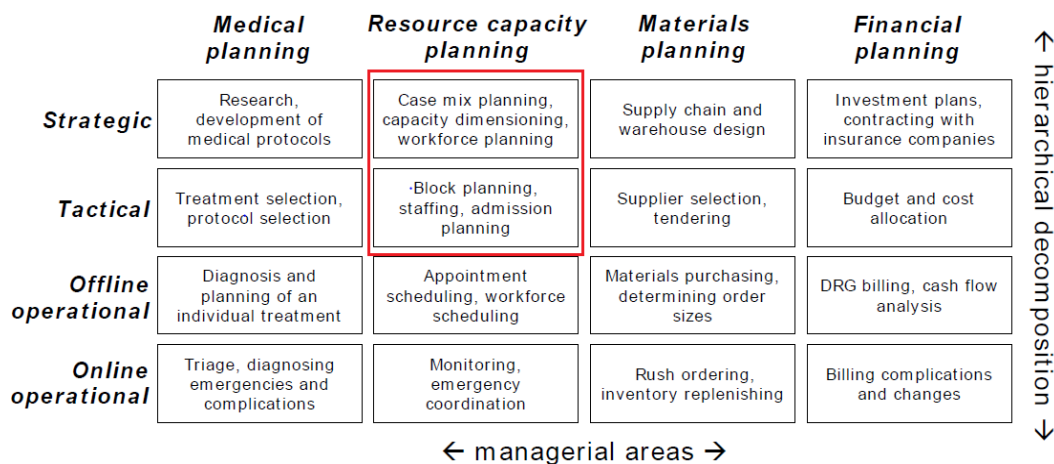 Medical planning
Resource capacity planning
Materials planning
Financial planning
Strategic
Research,
development of
medical protocols
Case mix planning,
capacity dimensioning,
workforce planning
Supply chain and
warehouse design
Investment plans,
contracting with
insurance companies
Tactical
Treatment selection,
protocol selection
·Block planning,
staffing, admission
planning
Supplier selection,
tendering
Budget and cost
allocation
Offline
operational
Diagnosis and
planning of an
individual treatment
Appointment
scheduling, workforce
scheduling
Materials purchasing,
determining order
sizes
DRG billing, cash flow
analysis
Online
operational
Triage, diagnosing
emergencies and
complications
Monitoring,
emergency
coordination
Rush ordering,
inventory replenishing
Billing complications
and changes
← managerial areas →
← hierarchical decomposition →